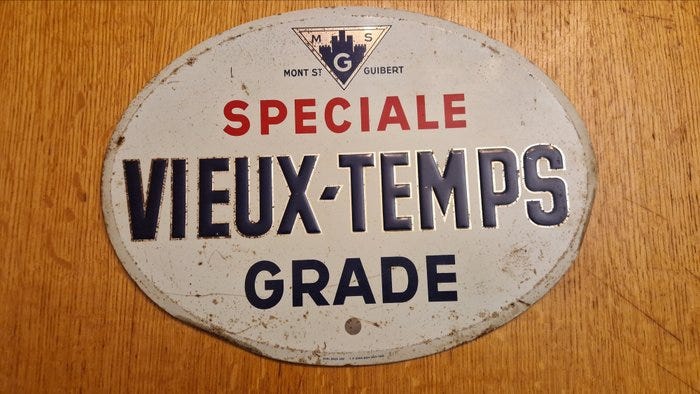 M S
G
MONT ST GUIBERT
SPECIALE
VIEUX-TEMPS
GRADE